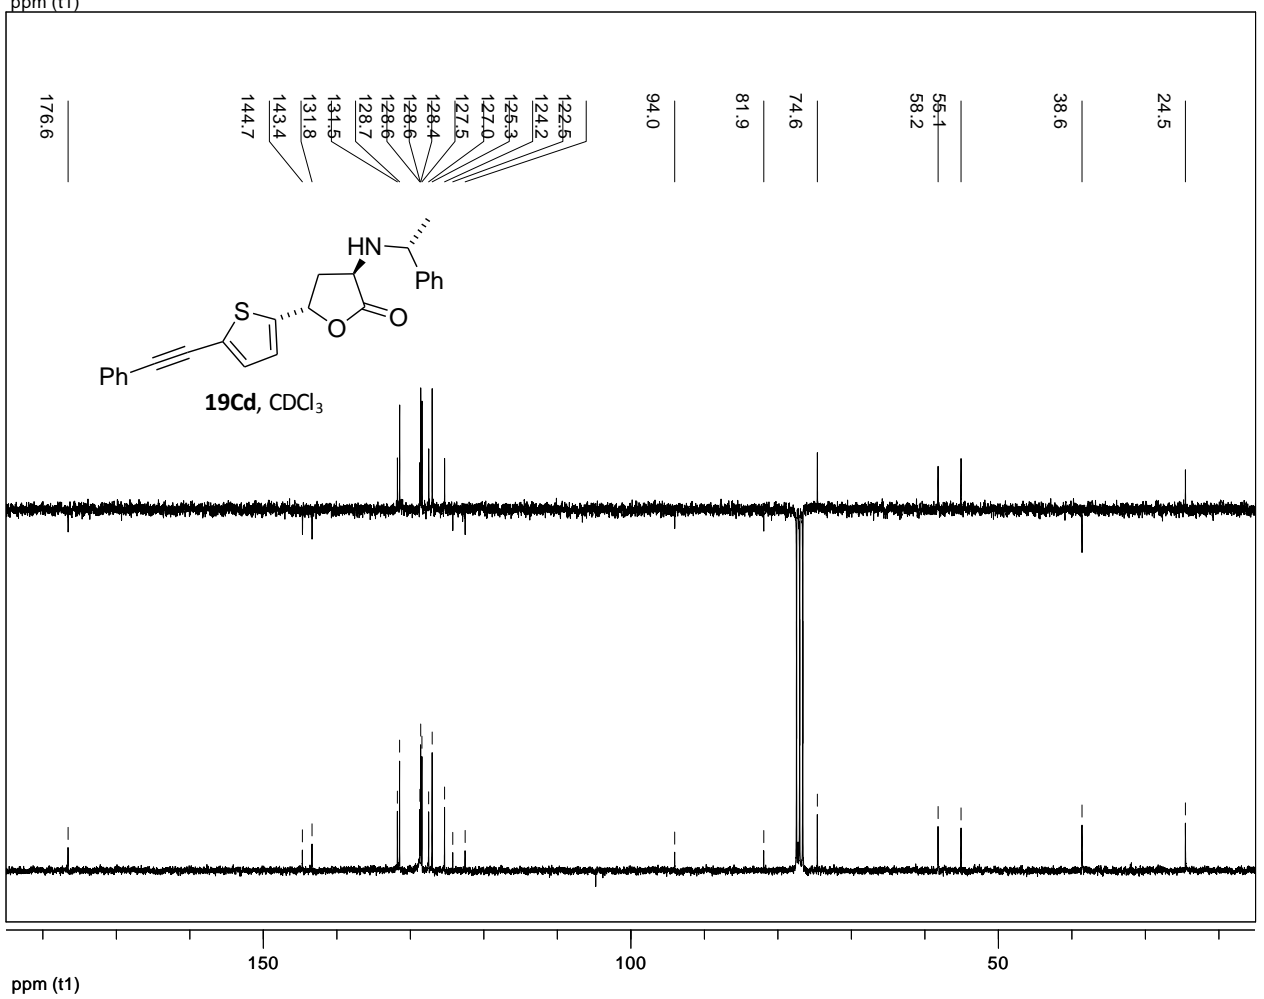 ppm (t1)
176.6
144.7
143.4
131.8
131.5
128.7
128.6
128.6
128.4
127.5
127.0
125.3
124.2
122.5
94.0
81.9
74.6
58.2
55.1
38.6
24.5
HN
Ph
S
O
O
Ph
19Cd, CDCl₃
150 100 50
ppm (t1)